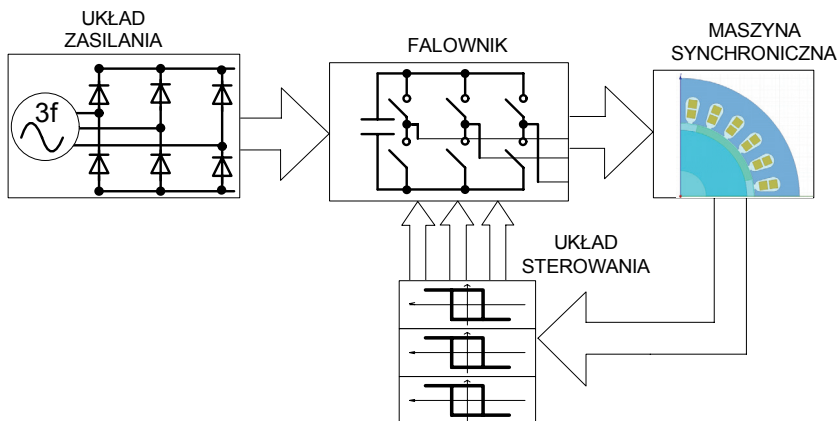 UKŁAD
ZASILANIA
FALOWNIK
MASZYNA
SYNCHRONICZNA
3f
UKŁAD
STEROWANIA